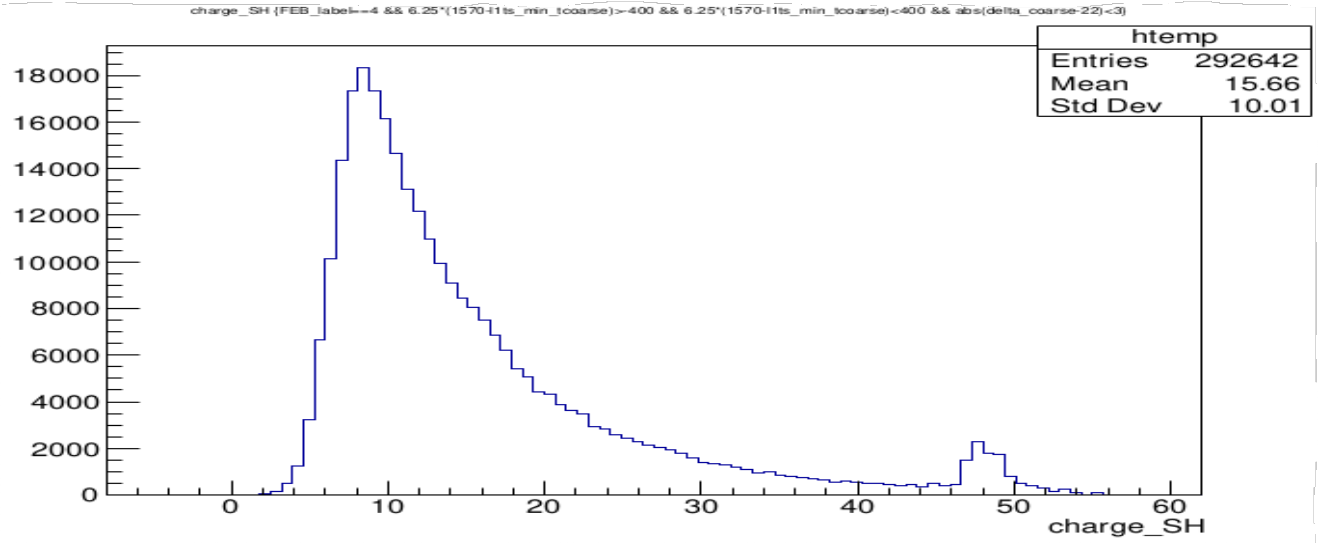 charge_SH {FEB_label==4 && 6.25*(1570-l1ts_min_tcoarse)>-400 && 6.25*(1570-l1ts_min_tcoarse)<400 && abs(delta_coarse-22)<3}
htemp
Entries 292642
Mean 15.66
Std Dev 10.01
18000
16000
14000
12000
10000
8000
6000
4000
2000
0
0 10 20 30 40 50 60
charge_SH